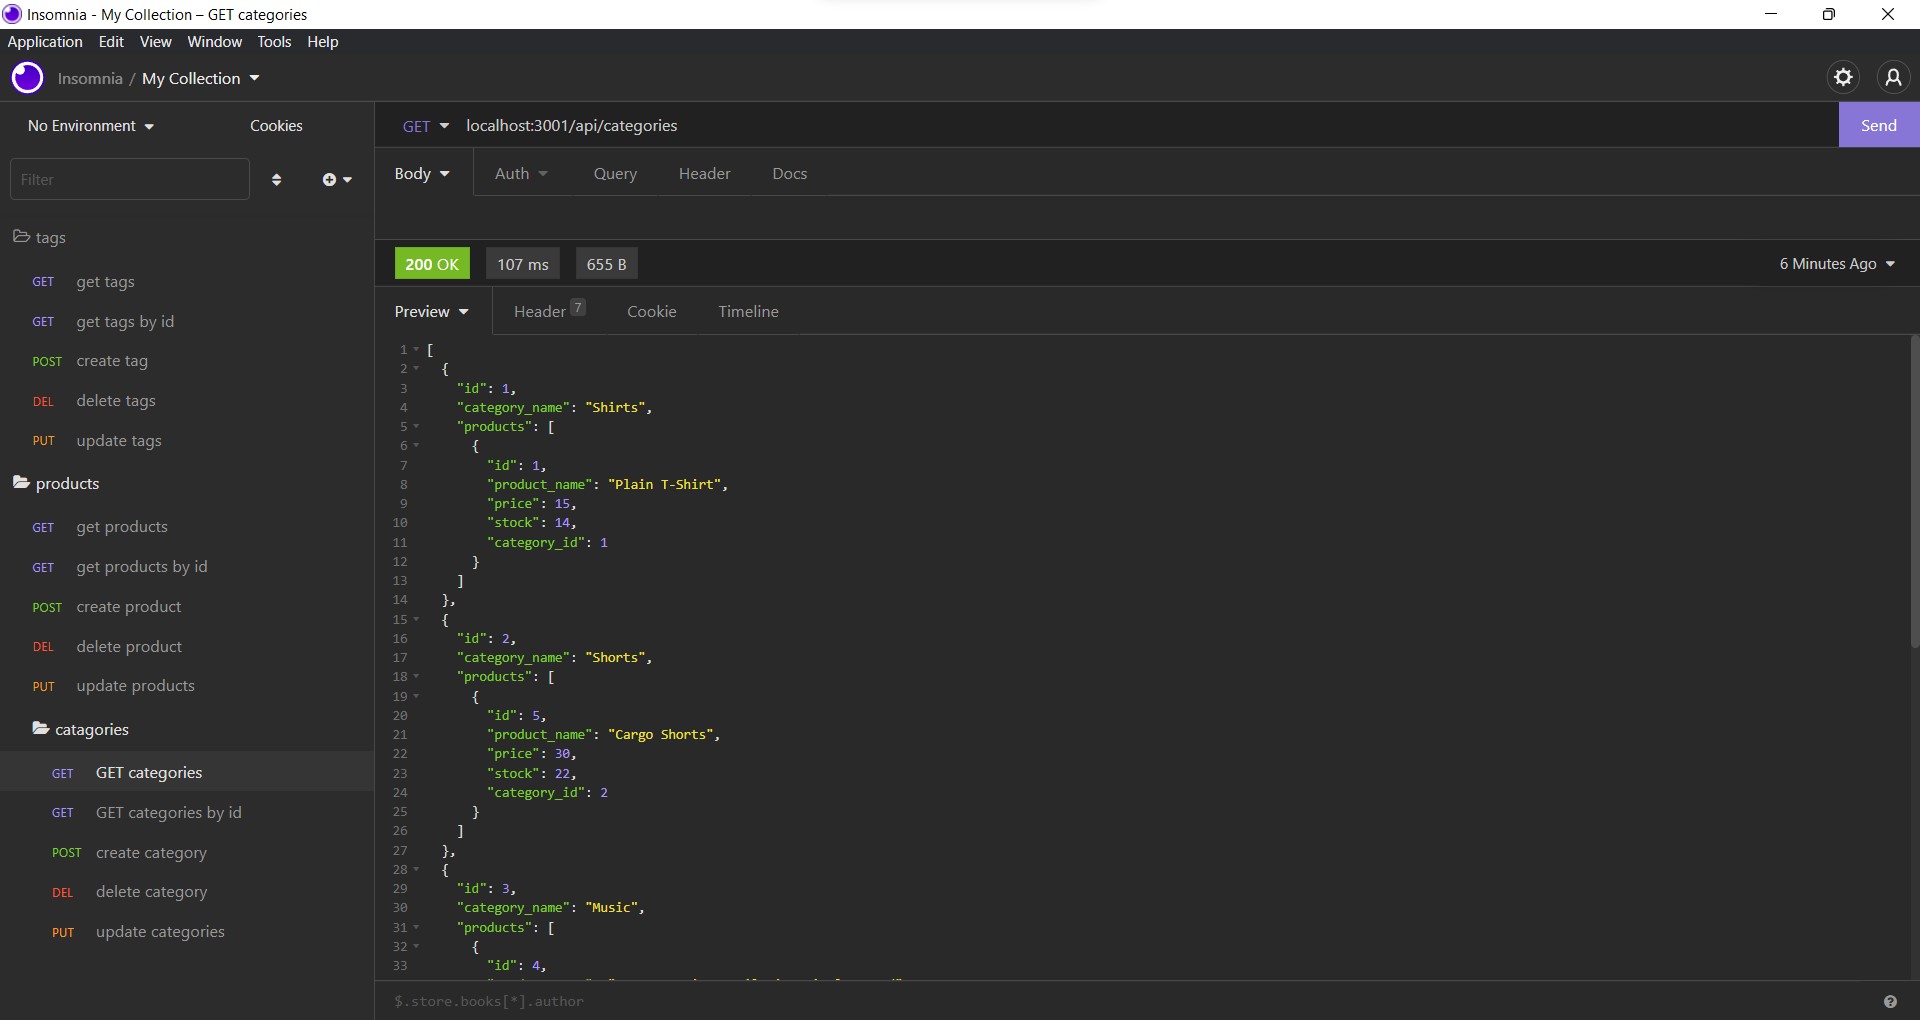 Insomnia - My Collection – GET categories
Application Edit View Window Tools Help
Insomnia / My Collection
No Environment Cookies
Filter
tags
GET get tags
GET get tags by id
POST create tag
DEL delete tags
PUT update tags
products
GET get products
GET get products by id
POST create product
DEL delete product
PUT update products
catagories
GET GET categories
GET GET categories by id
POST create category
DEL delete category
PUT update categories
GET localhost:3001/api/categories Send
Body Auth Query Header Docs
200 OK 107 ms 655 B 6 Minutes Ago
Preview Header 7 Cookie Timeline
1 [
2 {
3 "id": 1,
4 "category_name": "Shirts",
5 "products": [
6 {
7 "id": 1,
8 "product_name": "Plain T-Shirt",
9 "price": 15,
10 "stock": 14,
11 "category_id": 1
12 }
13 ]
14 },
15 {
16 "id": 2,
17 "category_name": "Shorts",
18 "products": [
19 {
20 "id": 5,
21 "product_name": "Cargo Shorts",
22 "price": 30,
23 "stock": 22,
24 "category_id": 2
25 }
26 ]
27 },
28 {
29 "id": 3,
30 "category_name": "Music",
31 "products": [
32 {
33 "id": 4,
$.store.books[*].author